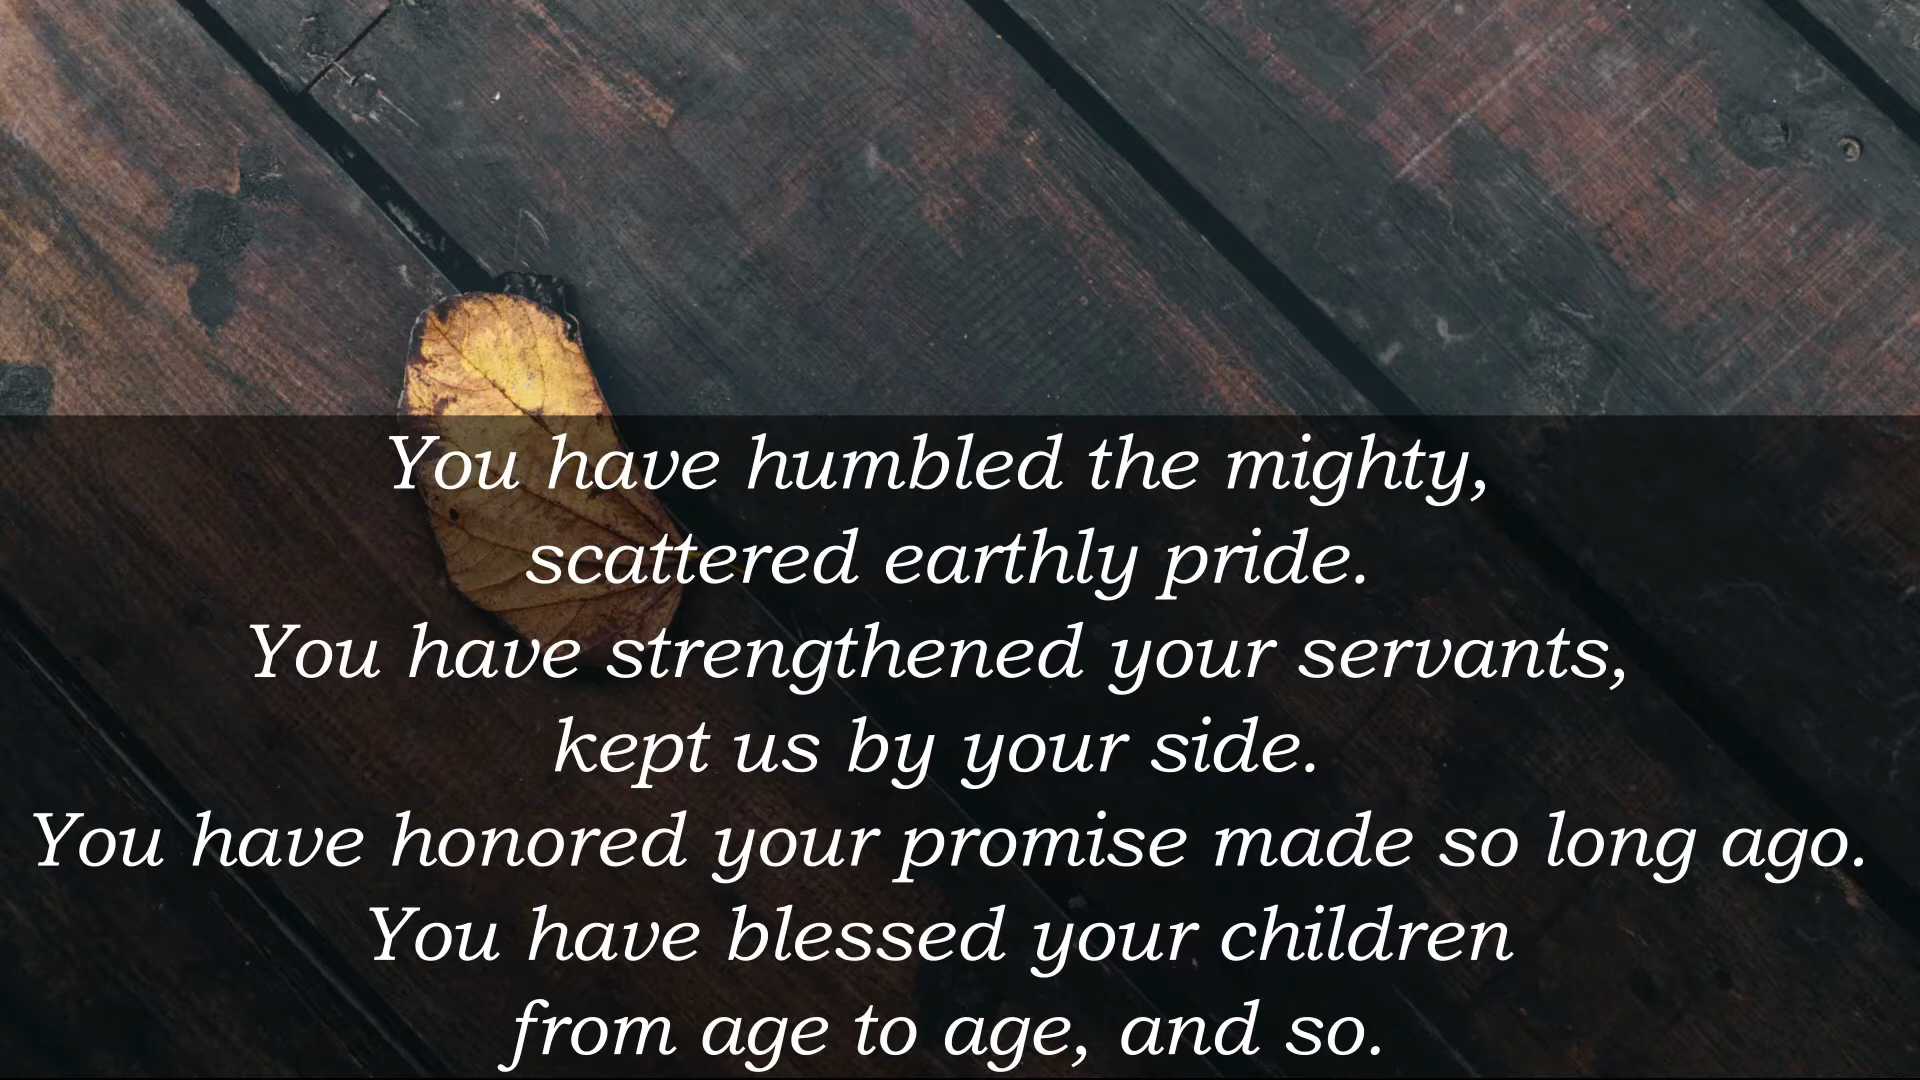 You have humbled the mighty,
scattered earthly pride.
You have strengthened your servants,
kept us by your side.
You have honored your promise made so long ago.
You have blessed your children
from age to age, and so.